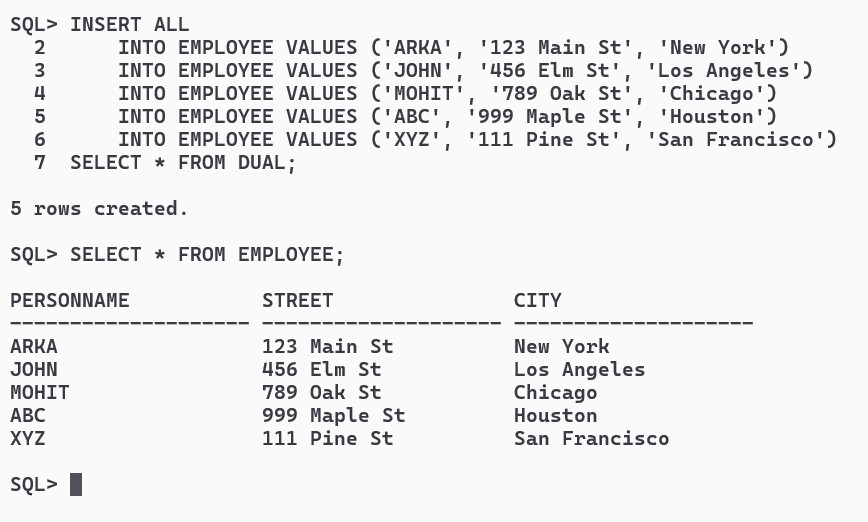 SQL> INSERT ALL
  2      INTO EMPLOYEE VALUES ('ARKA', '123 Main St', 'New York')
  3      INTO EMPLOYEE VALUES ('JOHN', '456 Elm St', 'Los Angeles')
  4      INTO EMPLOYEE VALUES ('MOHIT', '789 Oak St', 'Chicago')
  5      INTO EMPLOYEE VALUES ('ABC', '999 Maple St', 'Houston')
  6      INTO EMPLOYEE VALUES ('XYZ', '111 Pine St', 'San Francisco')
  7  SELECT * FROM DUAL;

5 rows created.

SQL> SELECT * FROM EMPLOYEE;

PERSONNAME           STREET               CITY
-------------------- -------------------- --------------------
ARKA                 123 Main St          New York
JOHN                 456 Elm St           Los Angeles
MOHIT                789 Oak St           Chicago
ABC                  999 Maple St         Houston
XYZ                  111 Pine St          San Francisco

SQL>